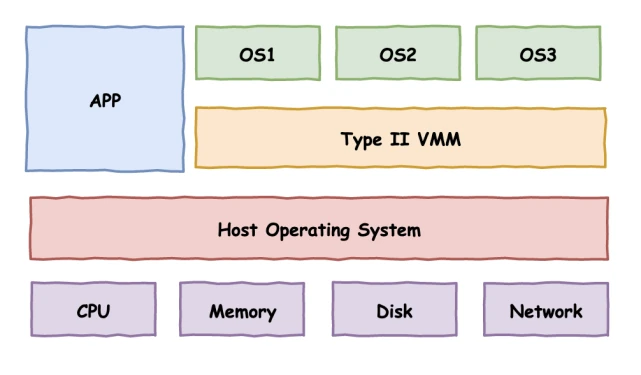 APP
OS1
OS2
OS3
Type II VMM
Host Operating System
CPU
Memory
Disk
Network